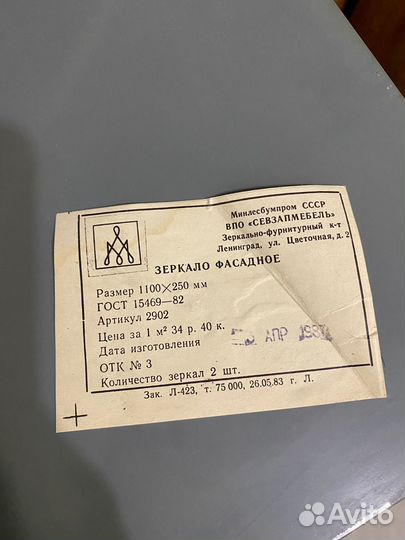 Минлесбумпром СССР
ВПО «СЕВЗАПМЕБЕЛЬ»
Зеркально-фурнитурный к-т
Ленинград, ул. Цветочная, д. 2
ЗЕРКАЛО ФАСАДНОЕ
Размер 1100×250 мм
ГОСТ 15469—82
Артикул 2902
Цена за 1 м² 34 р. 40 к.
Дата изготовления АПР
ОТК № 3
Количество зеркал 2 шт.
Зак. Л-423, т. 75 000, 26.05.83 г. Л.
Avito